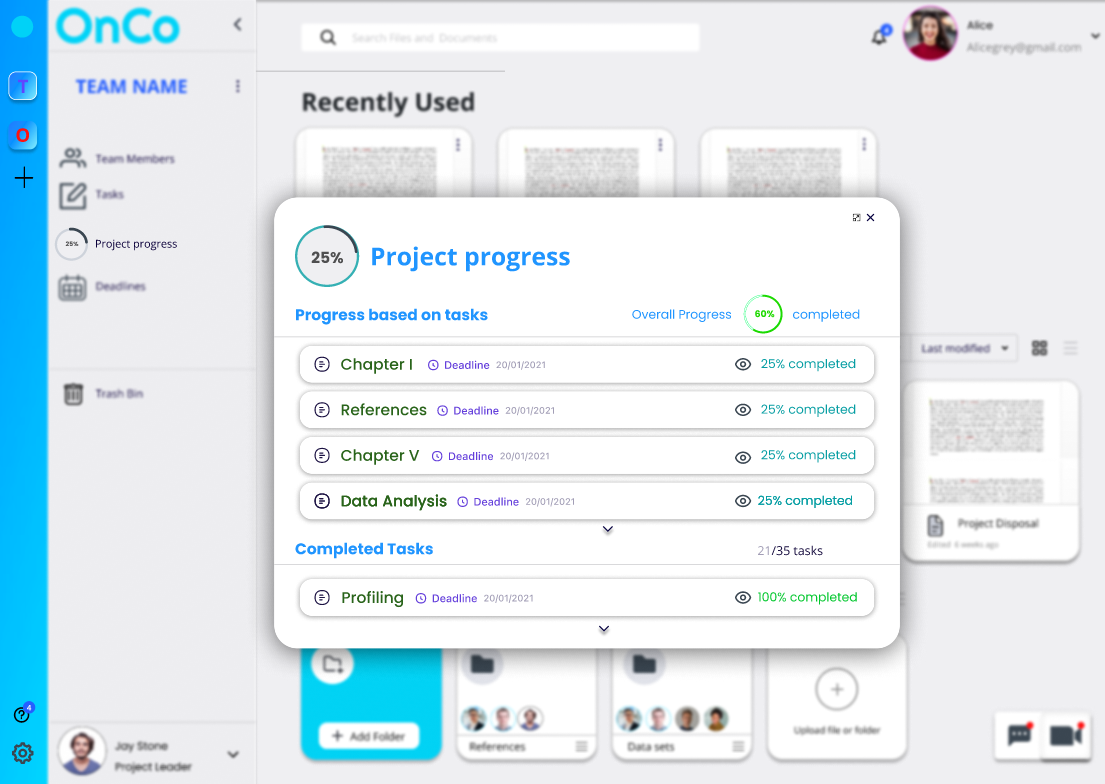 OnCo
Search Files and Documents
4
Alice
Alicegrey@gmail.com
T
TEAM NAME
Recently Used
O
Team Members
Tasks
25%
Project progress
Deadlines
Trash Bin
25%
Project progress
Progress based on tasks
Overall Progress
60%
completed
Chapter I Deadline 20/01/2021 25% completed
References Deadline 20/01/2021 25% completed
Chapter V Deadline 20/01/2021 25% completed
Data Analysis Deadline 20/01/2021 25% completed
Completed Tasks 21/35 tasks
Profiling Deadline 20/01/2021 100% completed
Last modified
Project Disposal
Edited 6 weeks ago
+ Add Folder
References
Data sets
Upload file or folder
4
Jay Stone
Project Leader